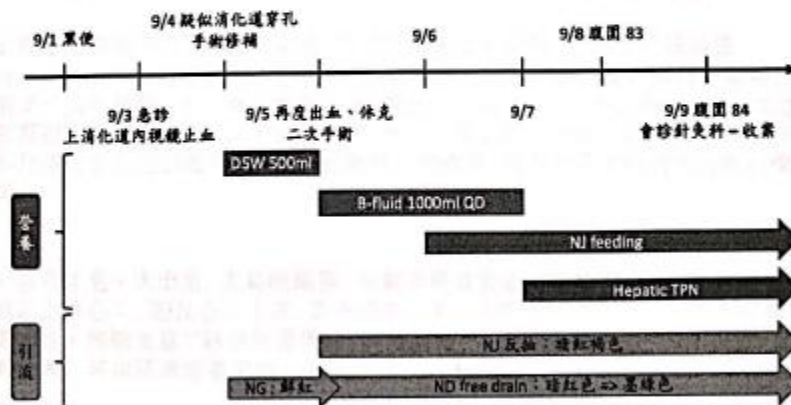 9/4 疑似消化道穿孔
手術修補
9/1 黑便
9/6
9/8 腹圍 83
9/3 急診
上消化道內視鏡止血
9/5 再度出血、休克
二次手術
9/7
9/9 腹圍 84
會診針灸科－收案
D5W 500ml
B-fluid 1000ml QD
營養
NJ feeding
Hepatic TPN
引流
NJ 反抽：暗紅褐色
NG：鮮紅
ND free drain：暗紅色 => 墨綠色